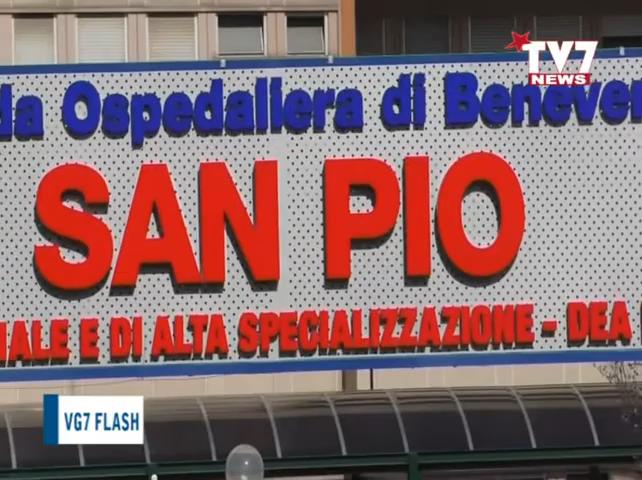 TV7
NEWS
da Ospedaliera di Beneven
SAN PIO
NALE E DI ALTA SPECIALIZZAZIONE - DEA
VG7 FLASH